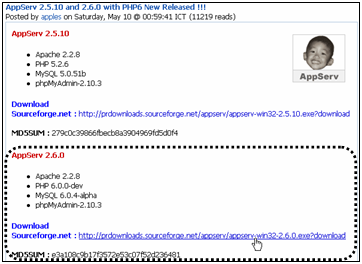 AppServ 2.5.10 and 2.6.0 with PHP6 New Released !!!
Posted by apples on Saturday, May 10 @ 00:59:41 ICT (11219 reads)
AppServ 2.5.10
Apache 2.2.8
PHP 5.2.6
MySQL 5.0.51b
phpMyAdmin-2.10.3
AppServ
Download
Sourceforge.net : http://prdownloads.sourceforge.net/appserv/appserv-win32-2.5.10.exe?download
MD5SUM : 279c0c39866fbecb8a3904969fd5d0f4
AppServ 2.6.0
Apache 2.2.8
PHP 6.0.0-dev
MySQL 6.0.4-alpha
phpMyAdmin-2.10.3
Download
Sourceforge.net : http://prdownloads.sourceforge.net/appserv/appserv-win32-2.6.0.exe?download
MD5SUM : e3a108c9b17f3572e53c07f52d236481